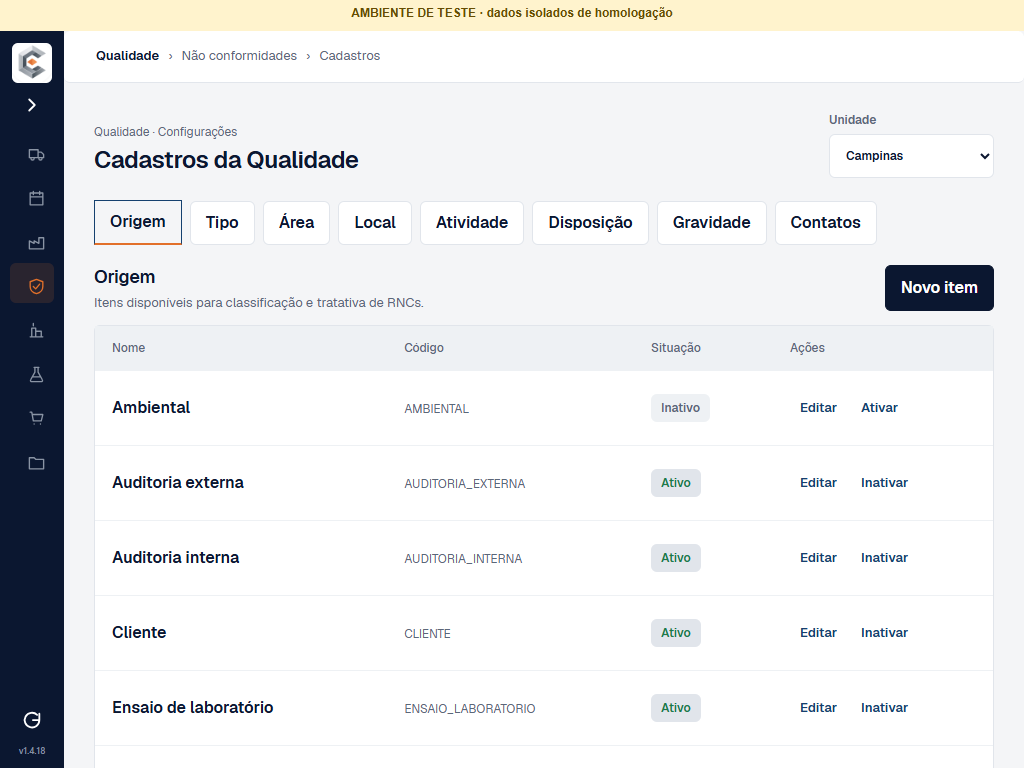 AMBIENTE DE TESTE · dados isolados de homologação
Qualidade › Não conformidades › Cadastros
Qualidade · Configurações
Cadastros da Qualidade
Unidade
Campinas
Origem Tipo Área Local Atividade Disposição Gravidade Contatos
Origem
Itens disponíveis para classificação e tratativa de RNCs.
Novo item
Nome Código Situação Ações
Ambiental AMBIENTAL Inativo Editar Ativar
Auditoria externa AUDITORIA_EXTERNA Ativo Editar Inativar
Auditoria interna AUDITORIA_INTERNA Ativo Editar Inativar
Cliente CLIENTE Ativo Editar Inativar
Ensaio de laboratório ENSAIO_LABORATORIO Ativo Editar Inativar
v1.4.18